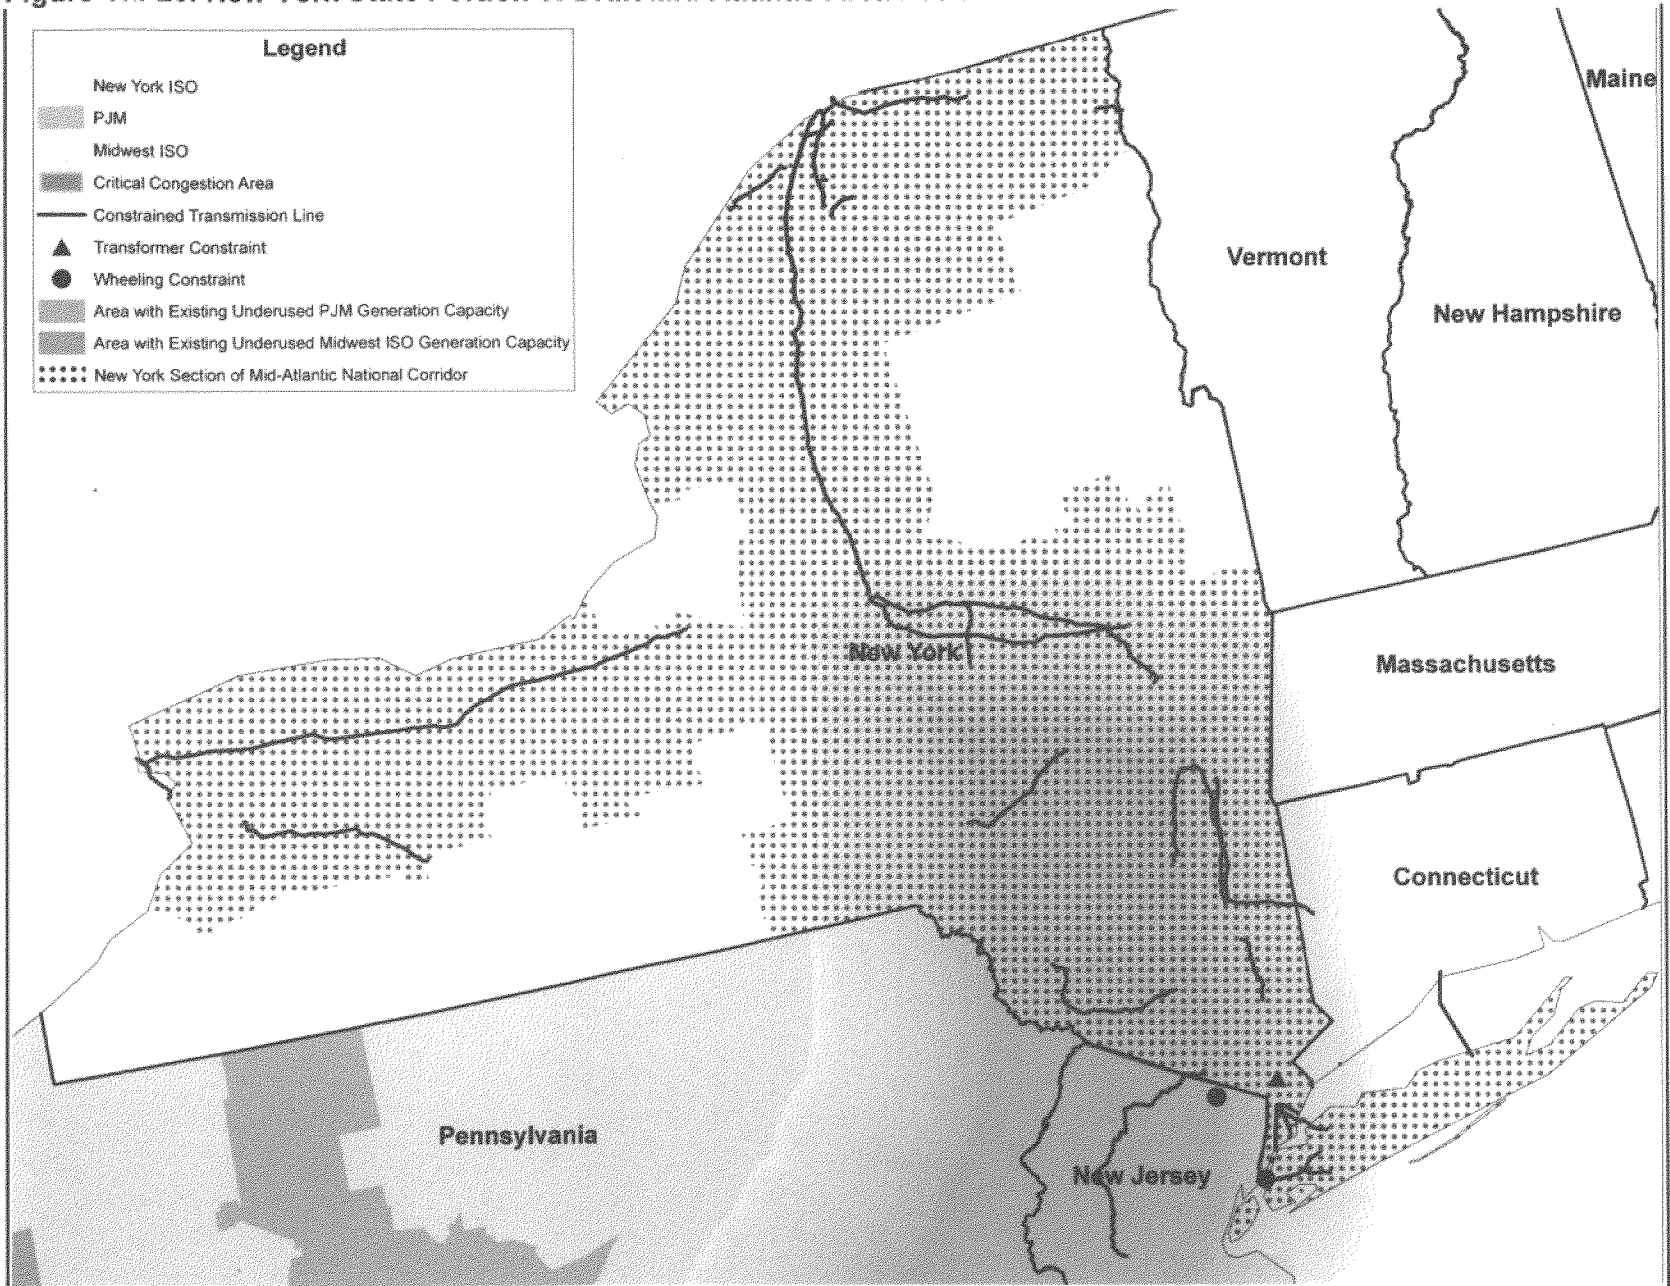 Legend
New York ISO
PJM
Midwest ISO
Critical Congestion Area
Constrained Transmission Line
Transformer Constraint
Wheeling Constraint
Area with Existing Underused PJM Generation Capacity
Area with Existing Underused Midwest ISO Generation Capacity
New York Section of Mid-Atlantic National Corridor
Maine
Vermont
New Hampshire
New York
Massachusetts
Connecticut
Pennsylvania
New Jersey